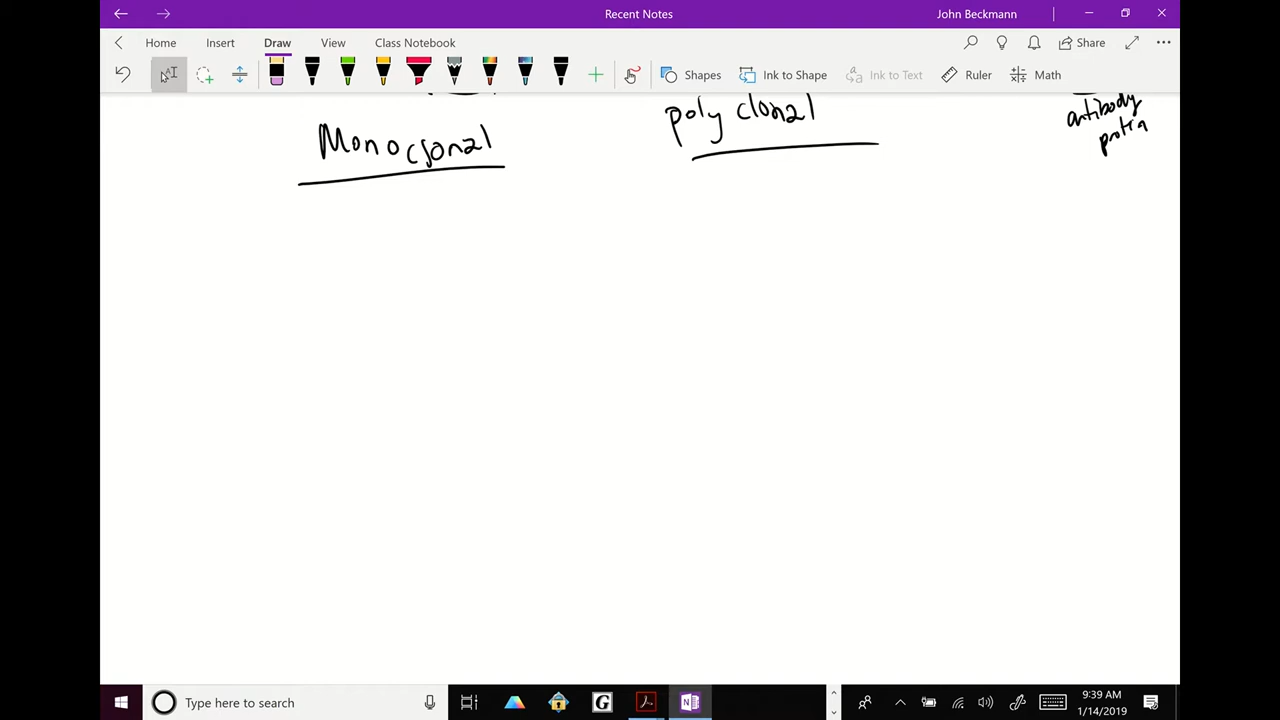 Recent Notes
John Beckmann
Home Insert Draw View Class Notebook
Share
Shapes
Ink to Shape
Ink to Text
Ruler
Math
Monoclonal
poly clonal
antibody
Type here to search
9:39 AM
1/14/2019